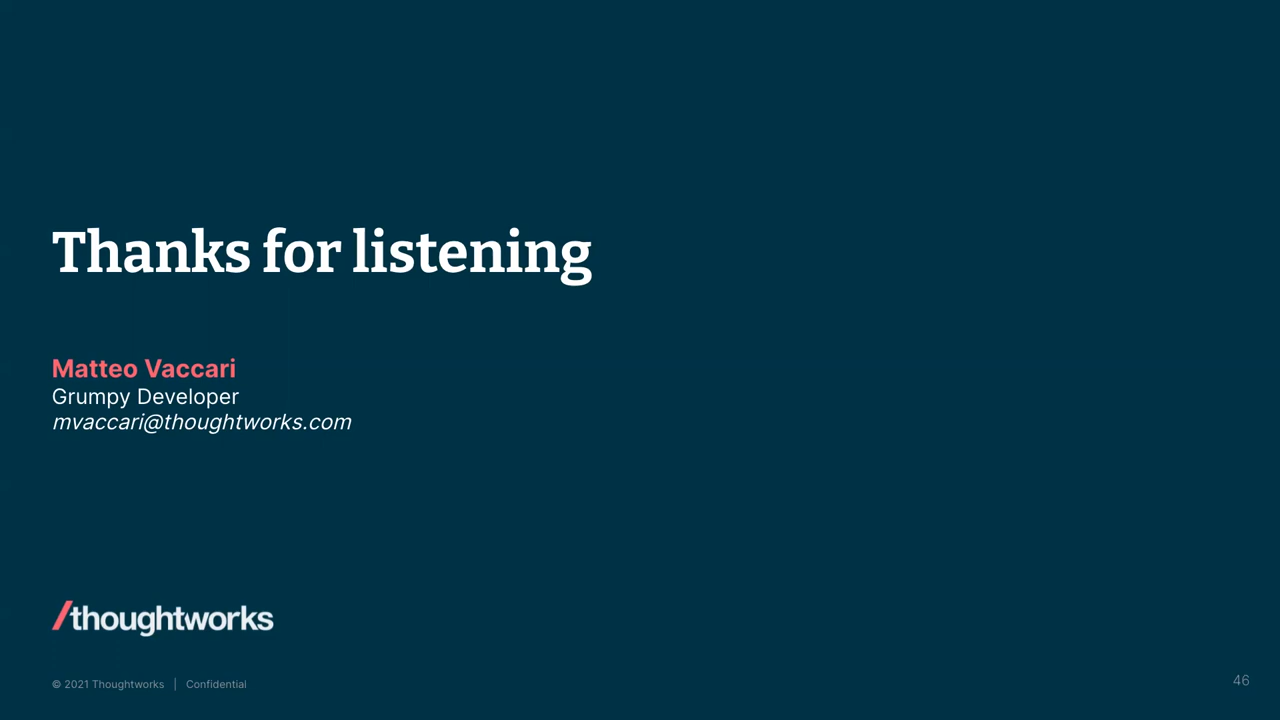 Thanks for listening
Matteo Vaccari
Grumpy Developer
mvaccari@thoughtworks.com
/thoughtworks
© 2021 Thoughtworks | Confidential
46